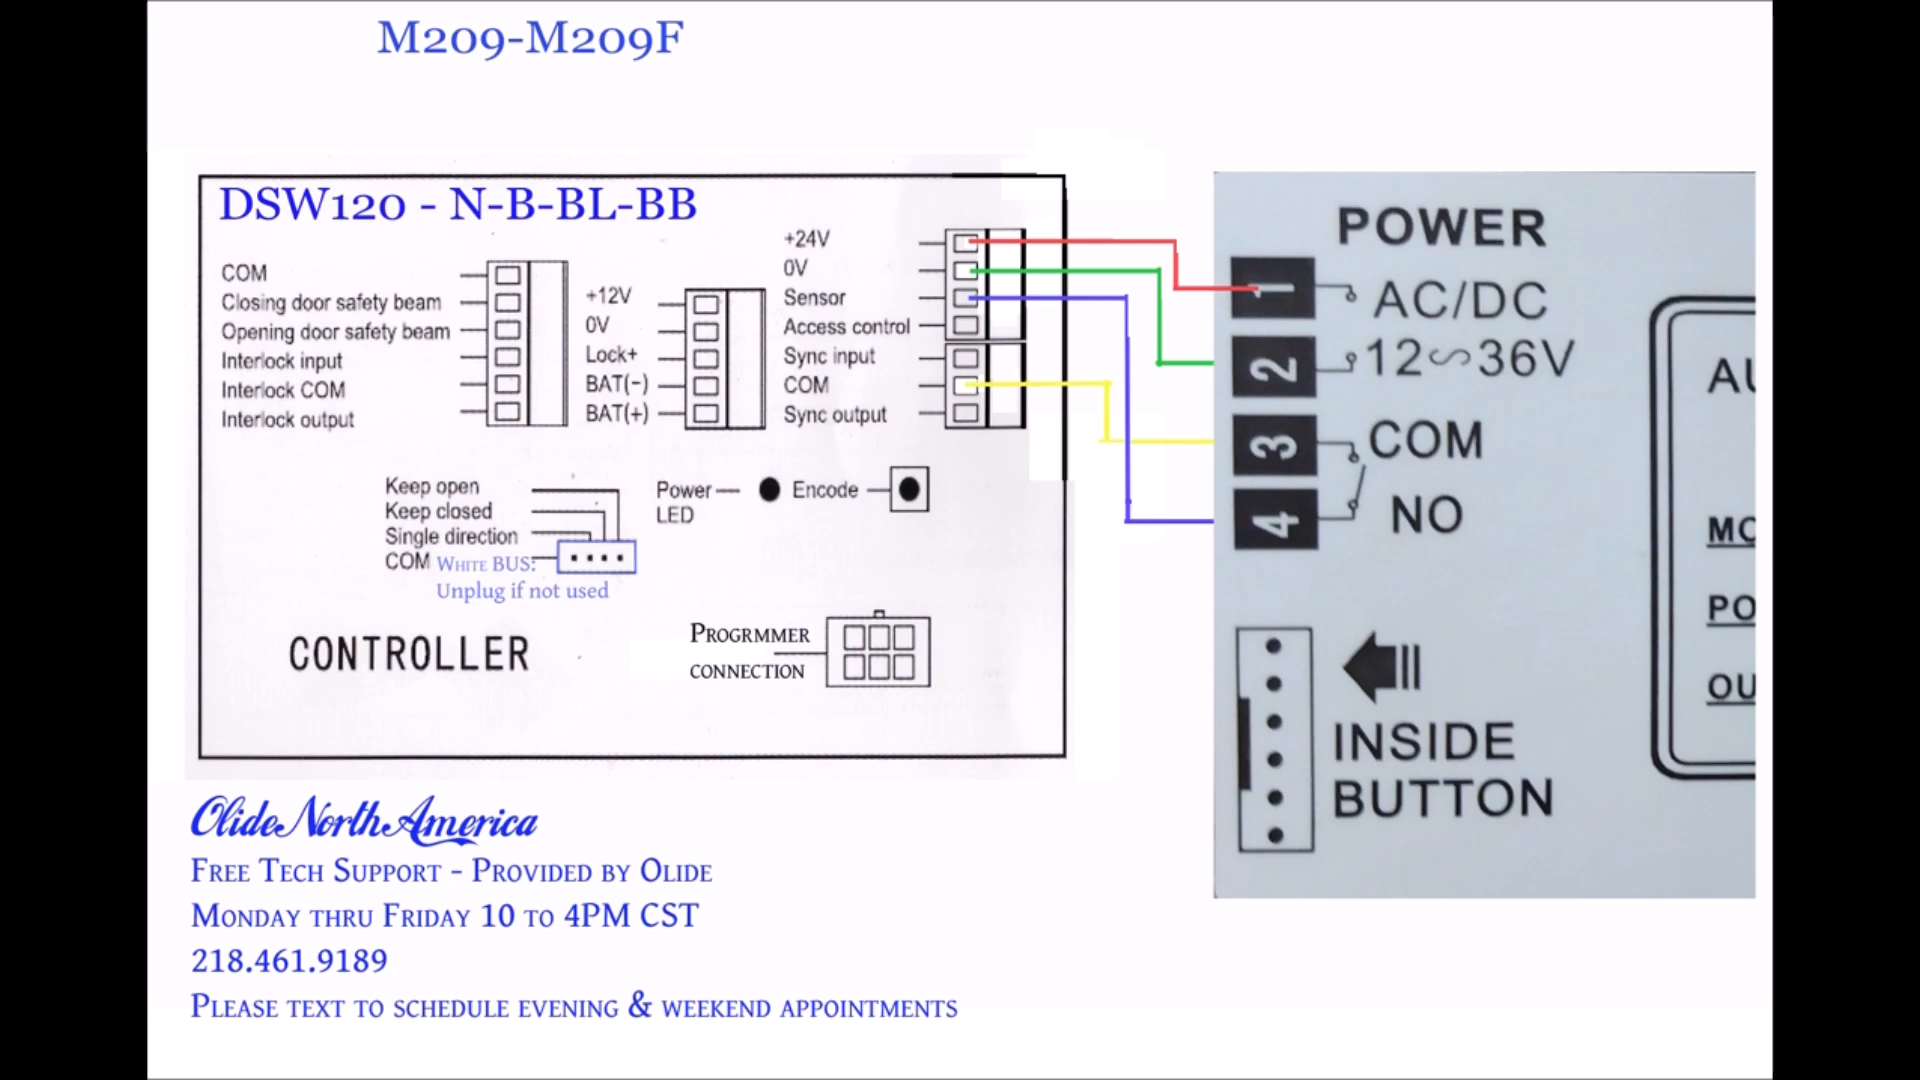 M209-M209F
DSW120 - N-B-BL-BB
COM
Closing door safety beam
Opening door safety beam
Interlock input
Interlock COM
Interlock output
+12V
0V
Lock+
BAT(-)
BAT(+)
+24V
0V
Sensor
Access control
Sync input
COM
Sync output
Keep open
Keep closed
Single direction
COM
White BUS:
Unplug if not used
Power
LED
Encode
CONTROLLER
Progrmmer
connection
POWER
1
AC/DC
2
12∽36V
3
COM
4
NO
INSIDE
BUTTON
AU
MO
PO
OU
Olide North America
Free Tech Support - Provided by Olide
Monday thru Friday 10 to 4PM CST
218.461.9189
Please text to schedule evening & weekend appointments